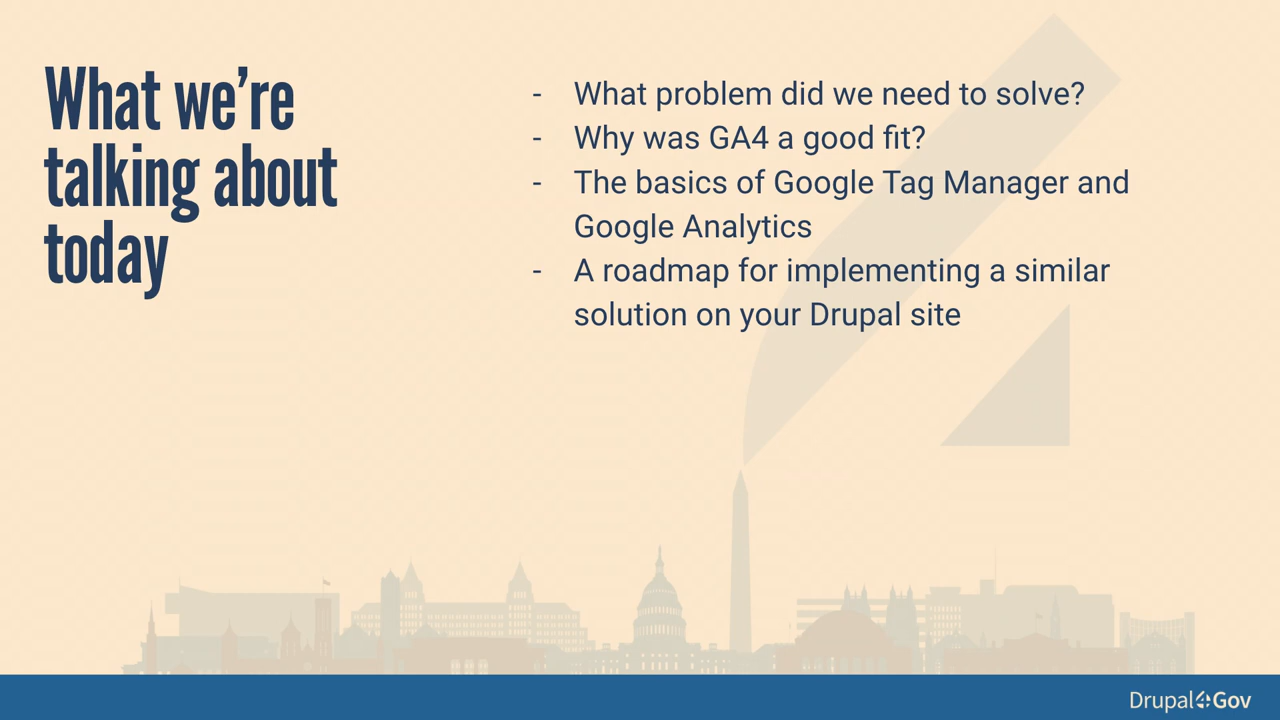 What we're
talking about
today
- What problem did we need to solve?
- Why was GA4 a good fit?
- The basics of Google Tag Manager and
Google Analytics
- A roadmap for implementing a similar
solution on your Drupal site
Drupal4Gov